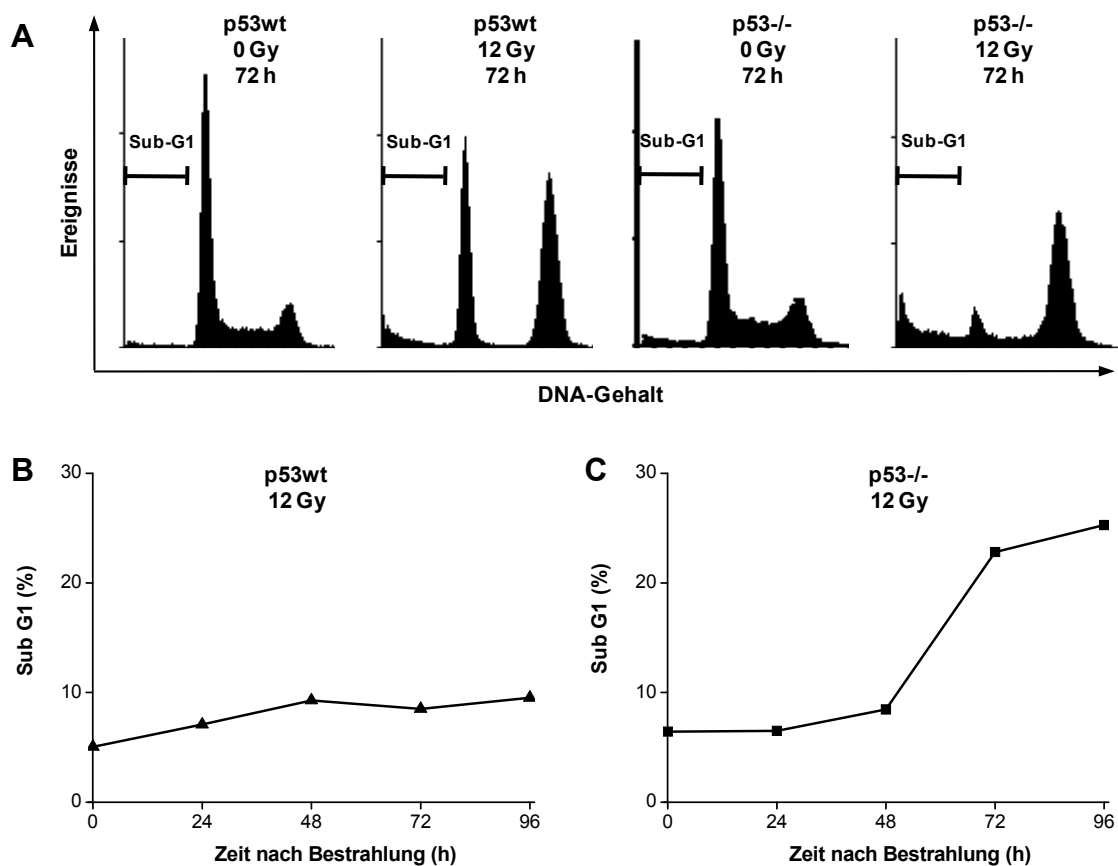 A
p53wt
0 Gy
72 h
p53wt
12 Gy
72 h
p53-/-
0 Gy
72 h
p53-/-
12 Gy
72 h
Sub-G1
Sub-G1
Sub-G1
Sub-G1
Ereignisse
DNA-Gehalt
B
p53wt
12 Gy
30
20
10
0
Sub G1 (%)
0 24 48 72 96
Zeit nach Bestrahlung (h)
C
p53-/-
12 Gy
30
20
10
0
Sub G1 (%)
0 24 48 72 96
Zeit nach Bestrahlung (h)